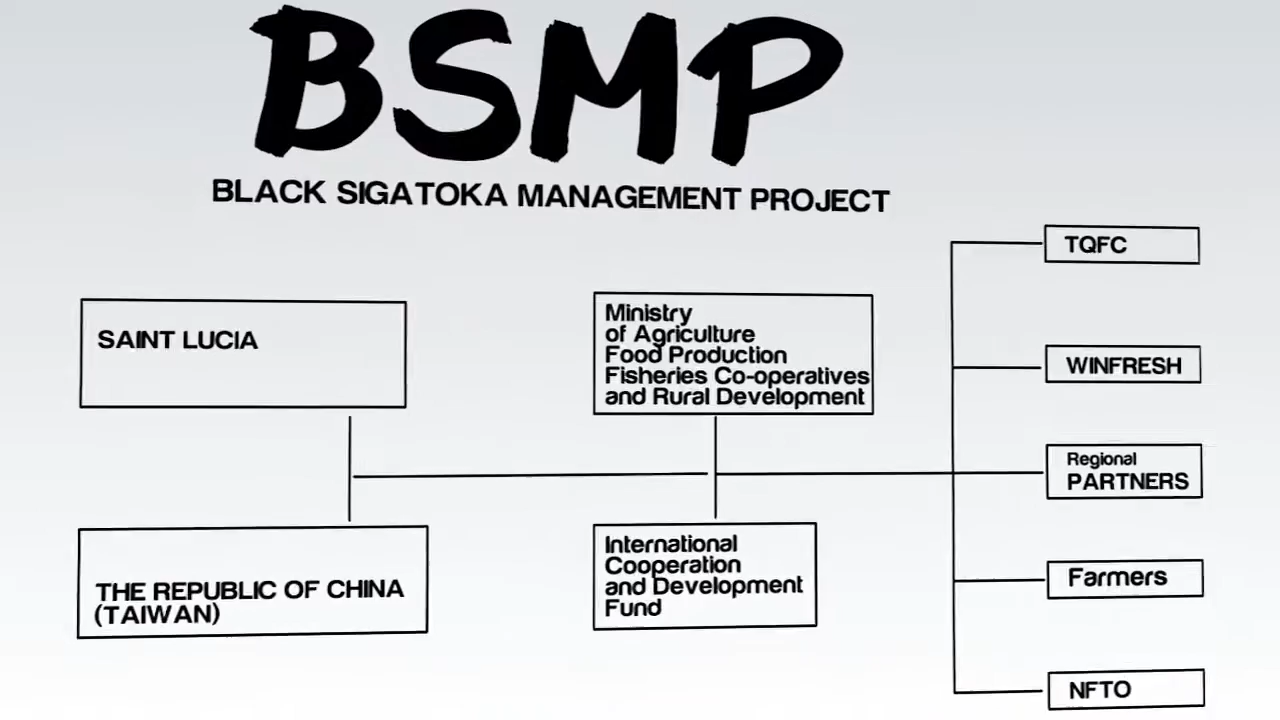 BSMP
BLACK SIGATOKA MANAGEMENT PROJECT
SAINT LUCIA
THE REPUBLIC OF CHINA
(TAIWAN)
Ministry
of Agriculture
Food Production
Fisheries Co-operatives
and Rural Development
International
Cooperation
and Development
Fund
TQFC
WINFRESH
Regional
PARTNERS
Farmers
NFTO